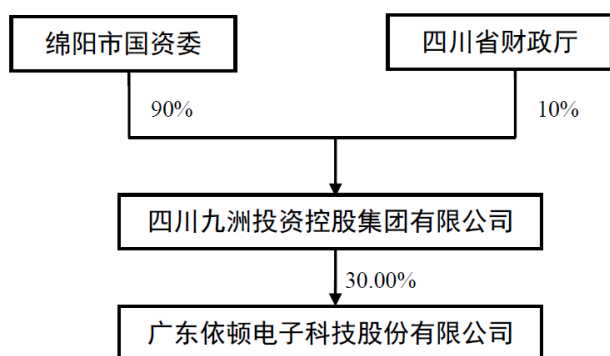 绵阳市国资委
四川省财政厅
90%
10%
四川九洲投资控股集团有限公司
30.00%
广东依顿电子科技股份有限公司